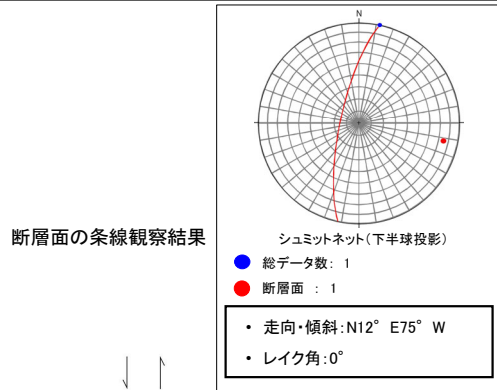 N
断層面の条線観察結果
シュミットネット(下半球投影)
総データ数: 1
断層面 : 1
・ 走向・傾斜:N12° E75° W
・ レイク角:0°